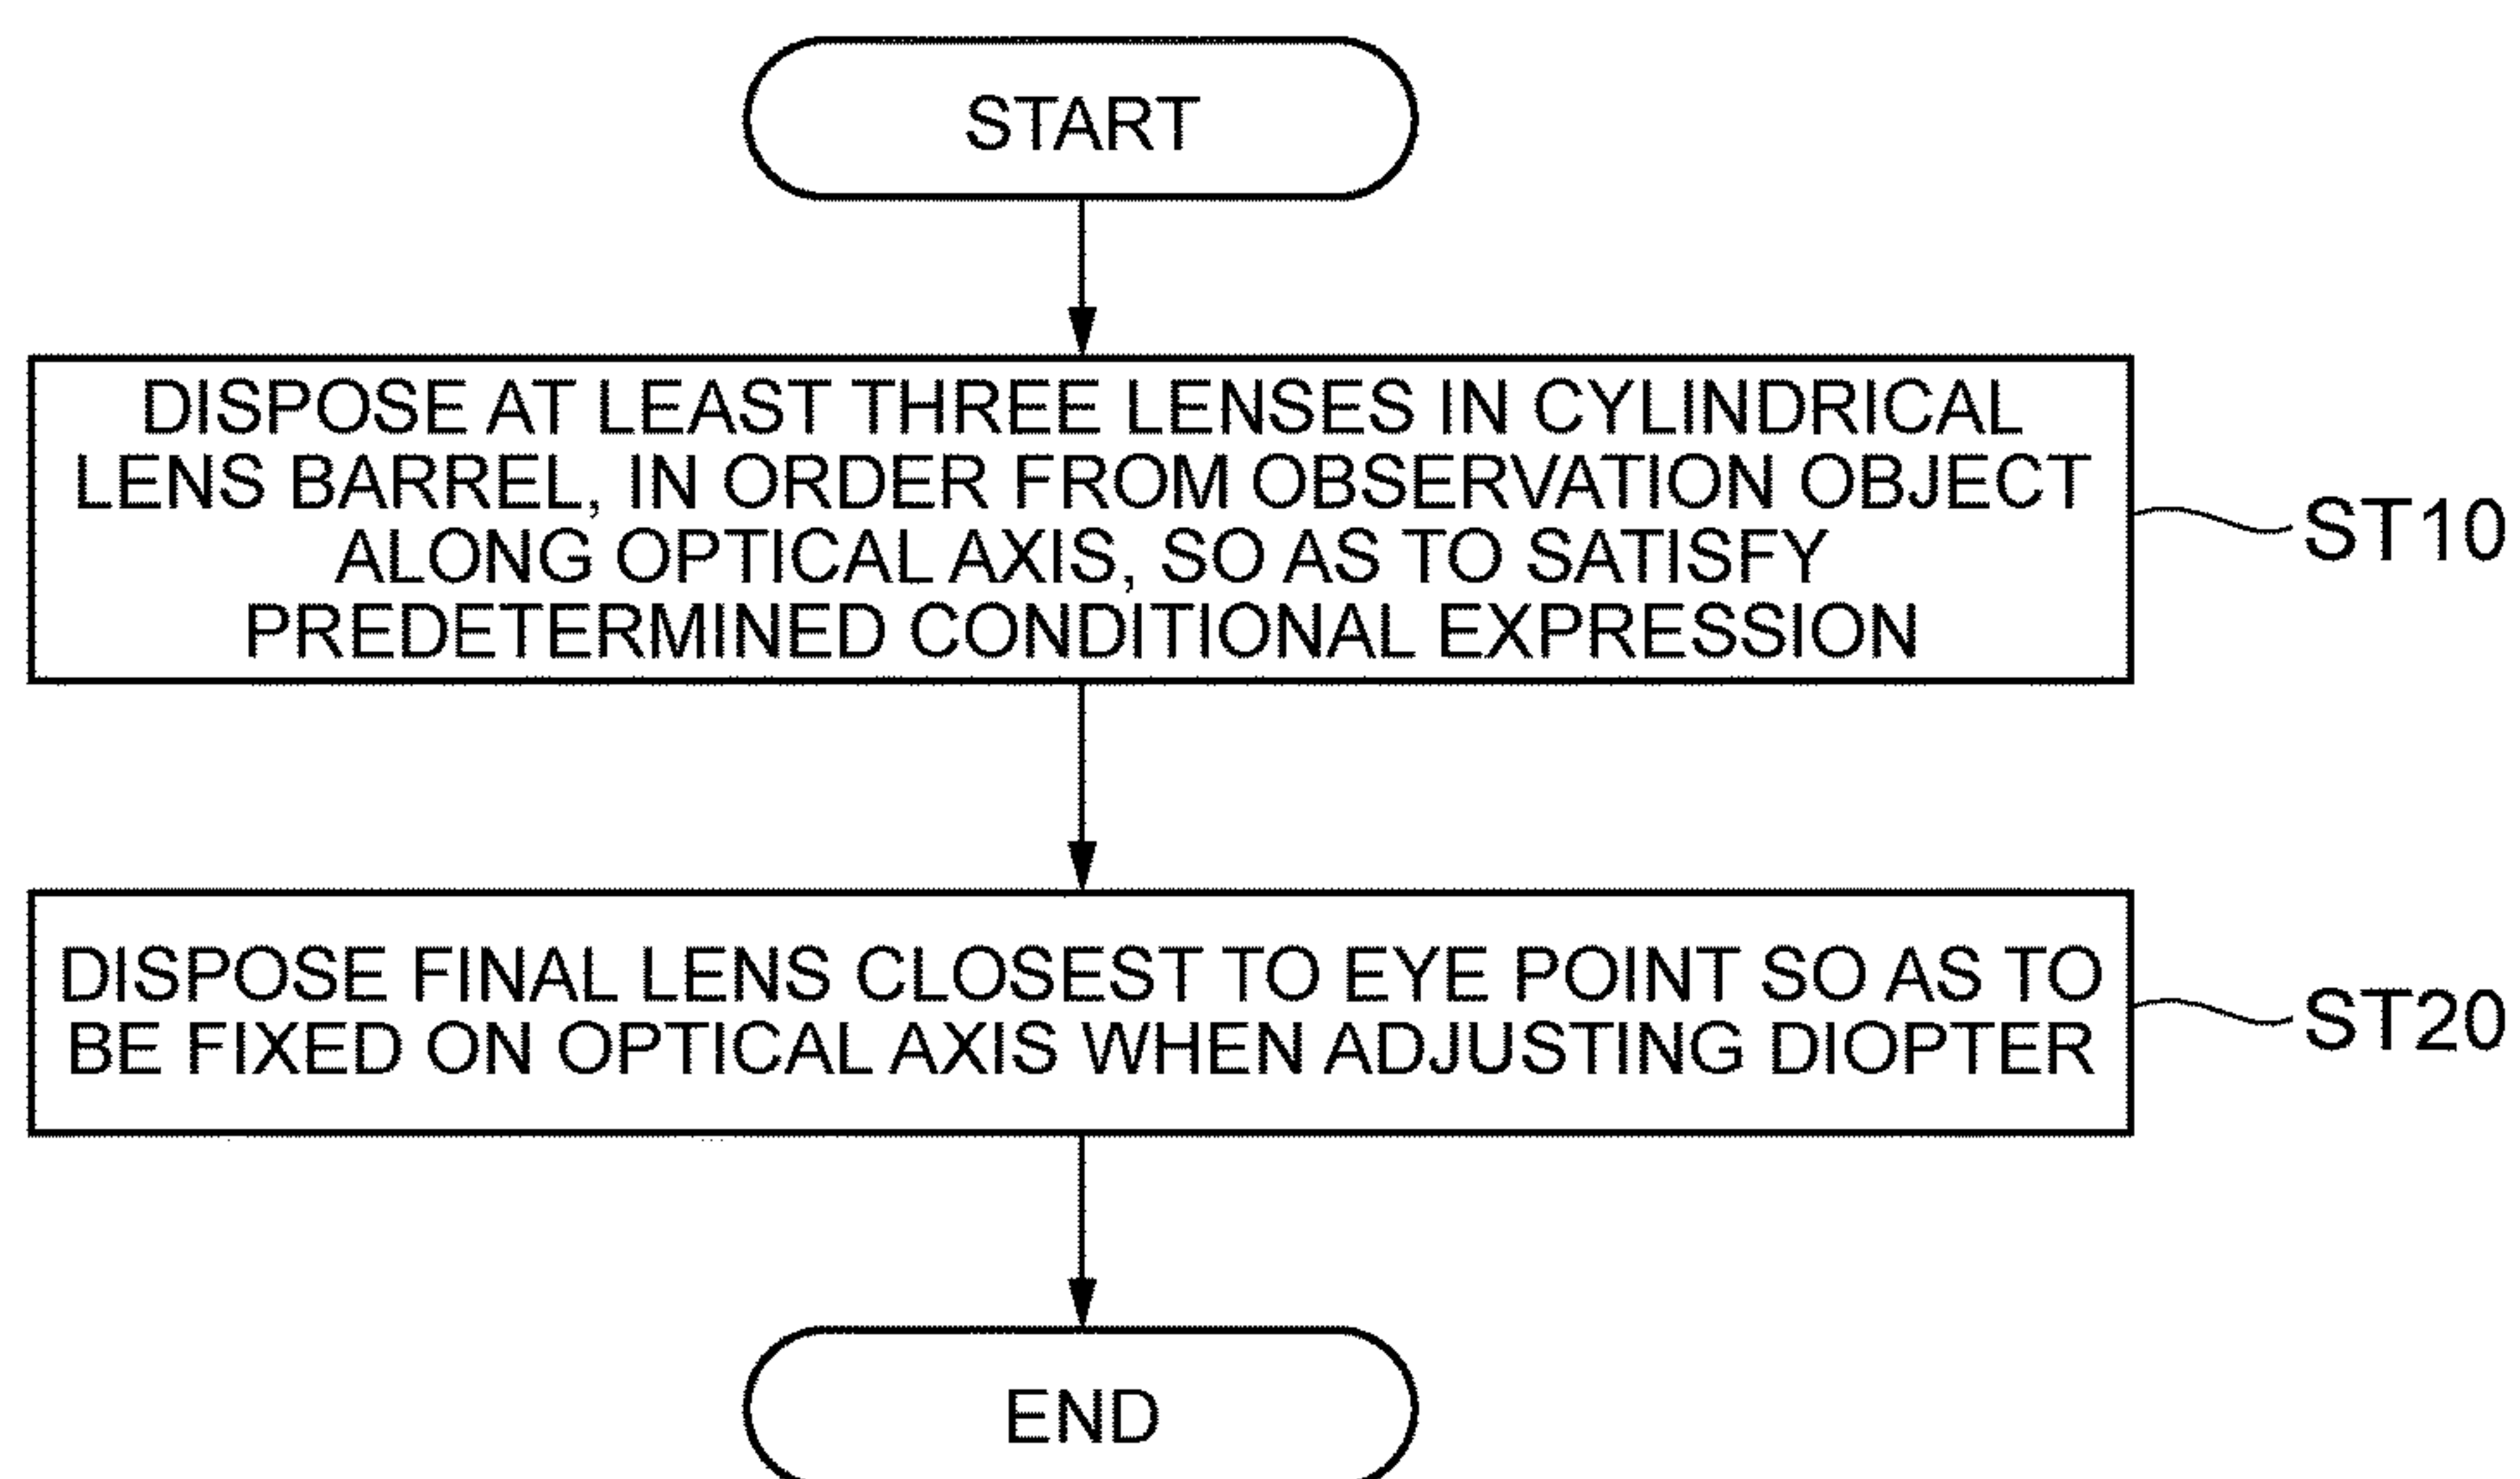 START
DISPOSE AT LEAST THREE LENSES IN CYLINDRICAL
LENS BARREL, IN ORDER FROM OBSERVATION OBJECT
ALONG OPTICAL AXIS, SO AS TO SATISFY
PREDETERMINED CONDITIONAL EXPRESSION
ST10
DISPOSE FINAL LENS CLOSEST TO EYE POINT SO AS TO
BE FIXED ON OPTICAL AXIS WHEN ADJUSTING DIOPTER
ST20
END